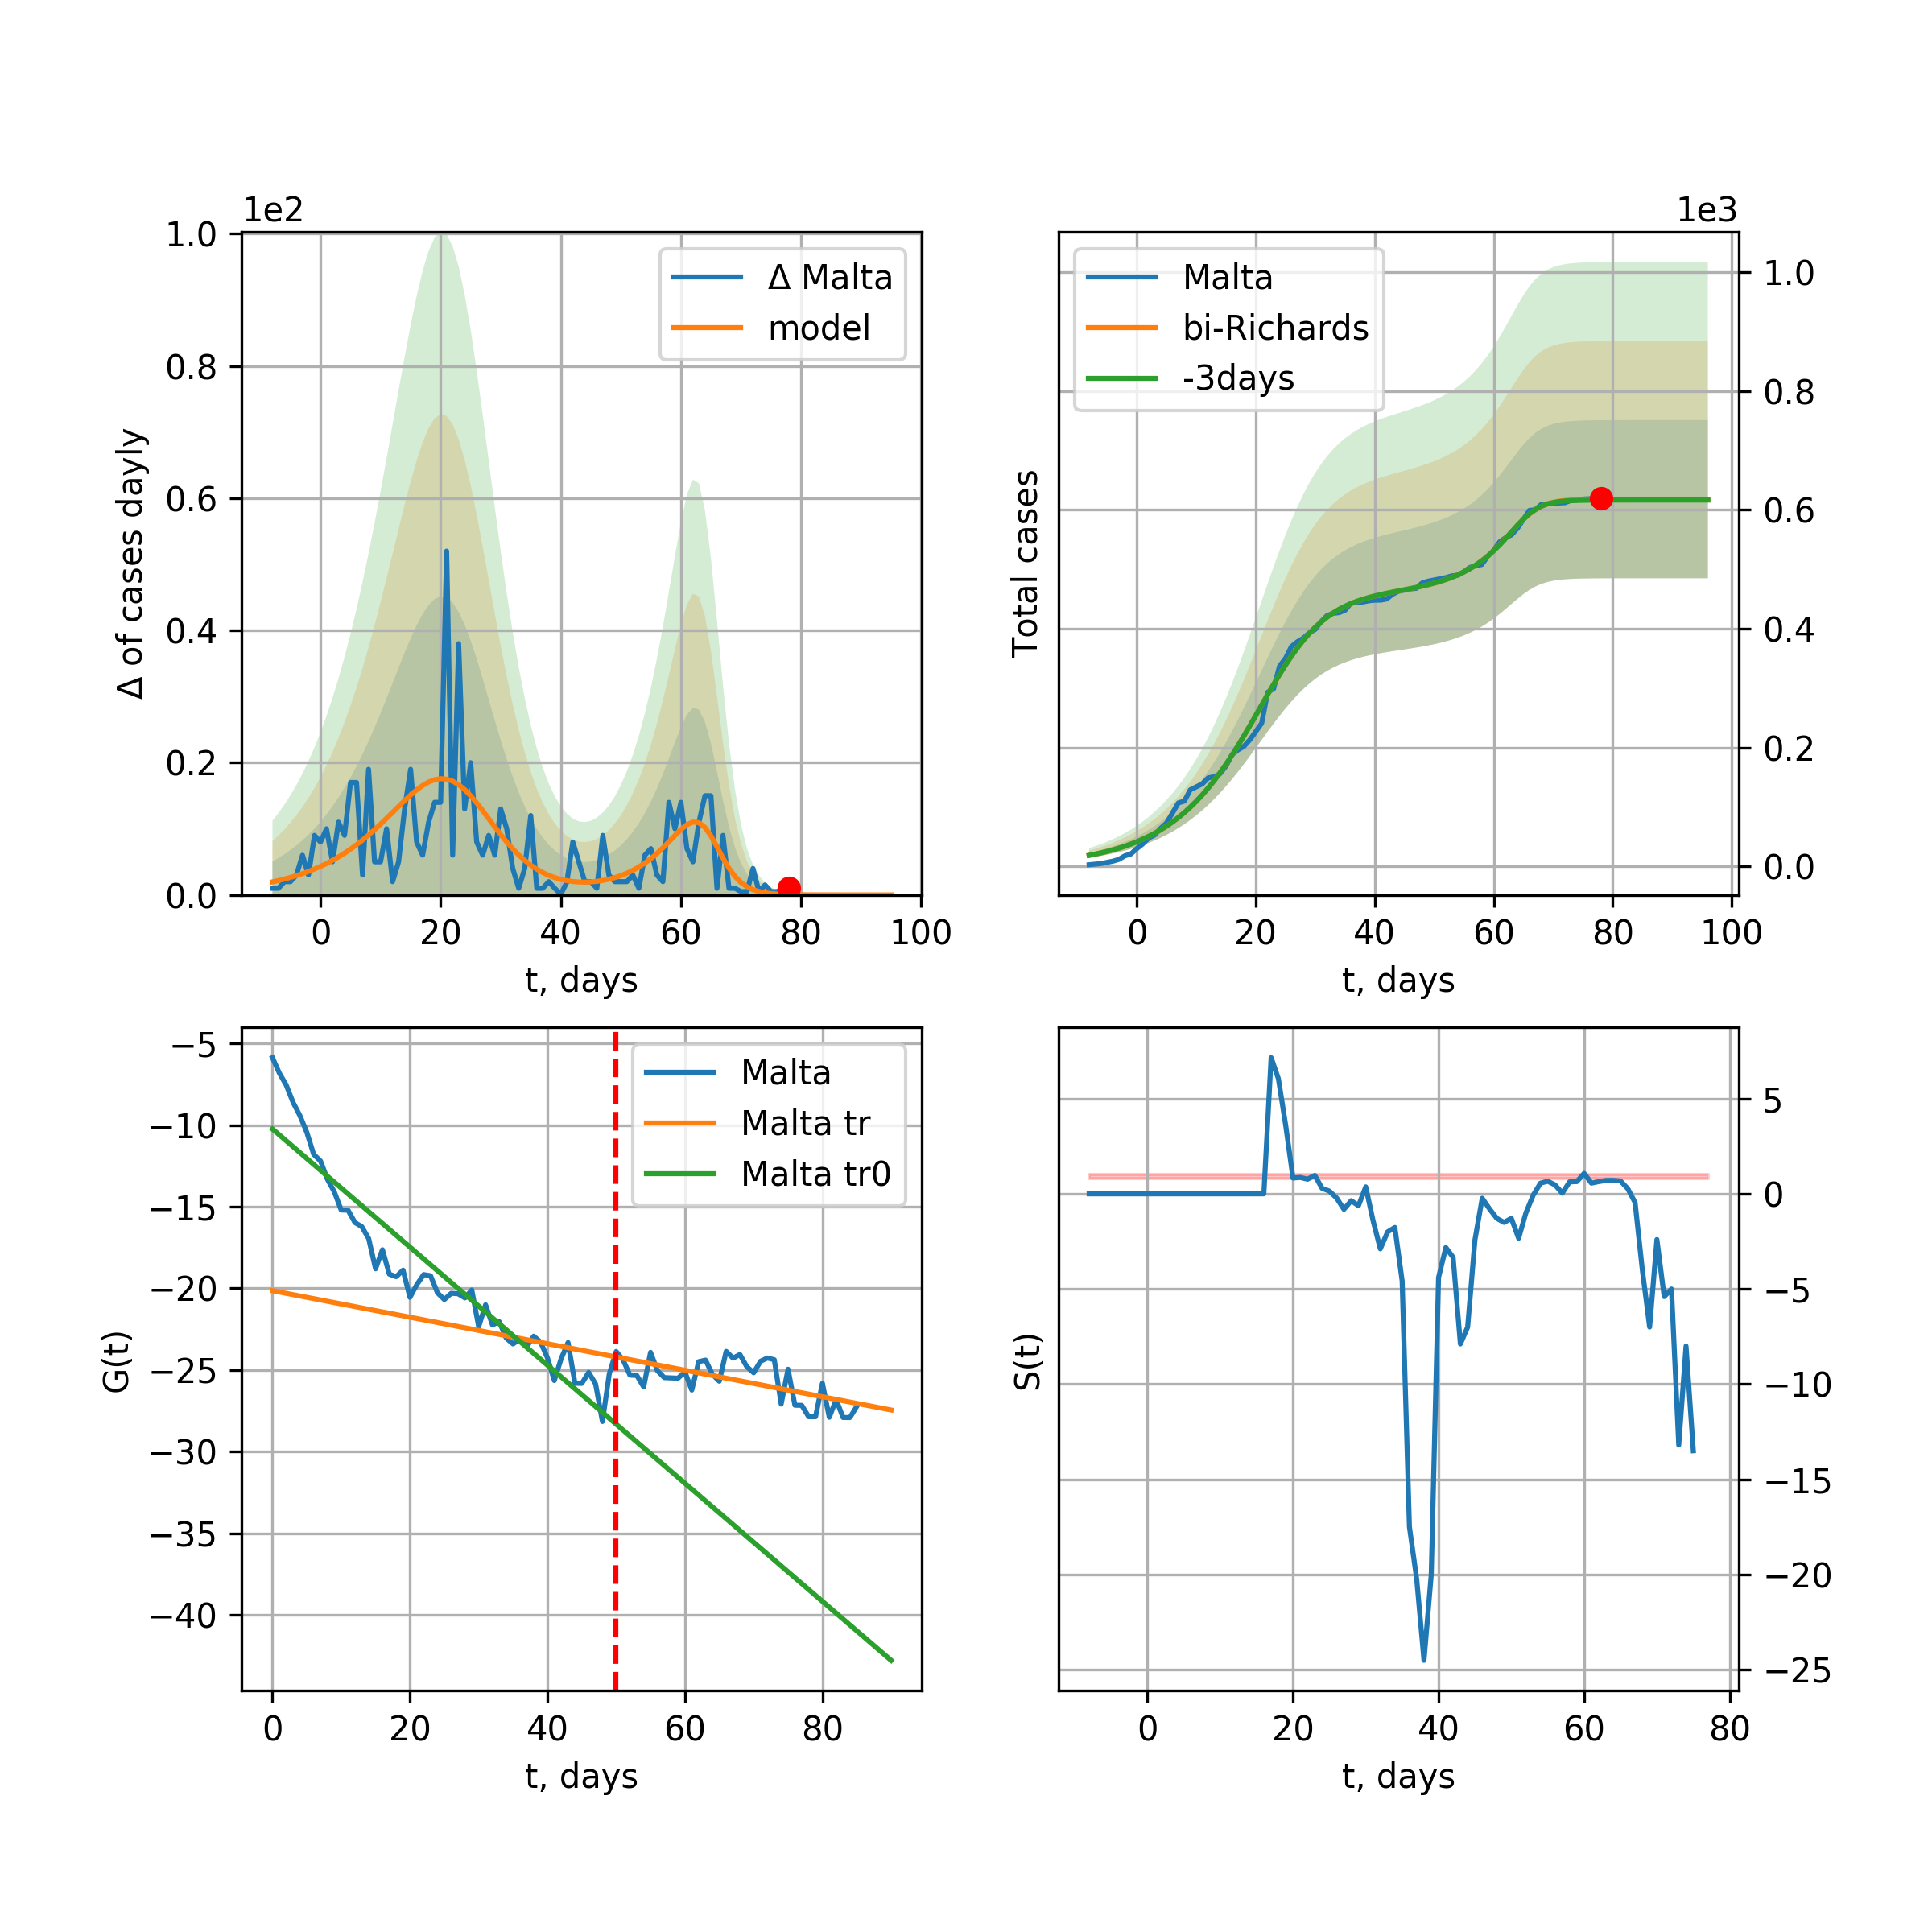 1e2
1.0
0.8
0.6
0.4
0.2
0.0
Δ of cases dayly
Δ Malta
model
0 20 40 60 80 100
t, days
1e3
Malta
bi-Richards
-3days
Total cases
1.0
0.8
0.6
0.4
0.2
0.0
0 20 40 60 80 100
t, days
−5
−10
−15
−20
−25
−30
−35
−40
G(t)
Malta
Malta tr
Malta tr0
0 20 40 60 80
t, days
S(t)
5
0
−5
−10
−15
−20
−25
0 20 40 60 80
t, days